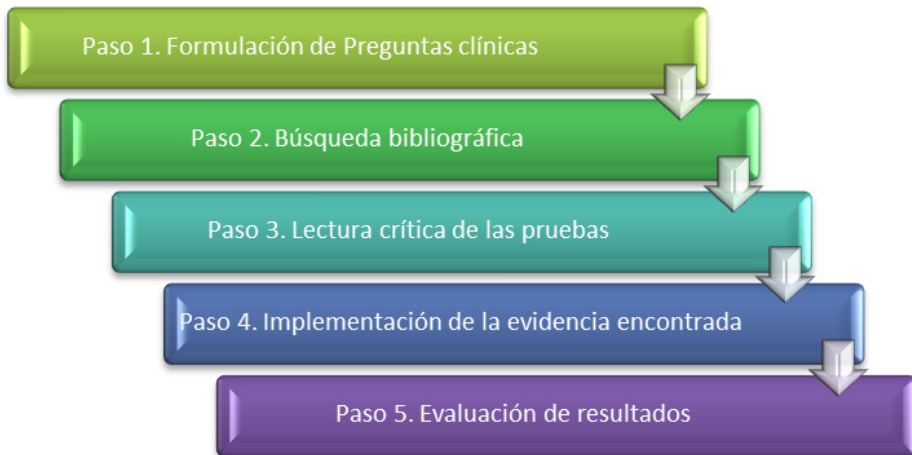 Paso 1. Formulación de Preguntas clínicas
Paso 2. Búsqueda bibliográfica
Paso 3. Lectura crítica de las pruebas
Paso 4. Implementación de la evidencia encontrada
Paso 5. Evaluación de resultados